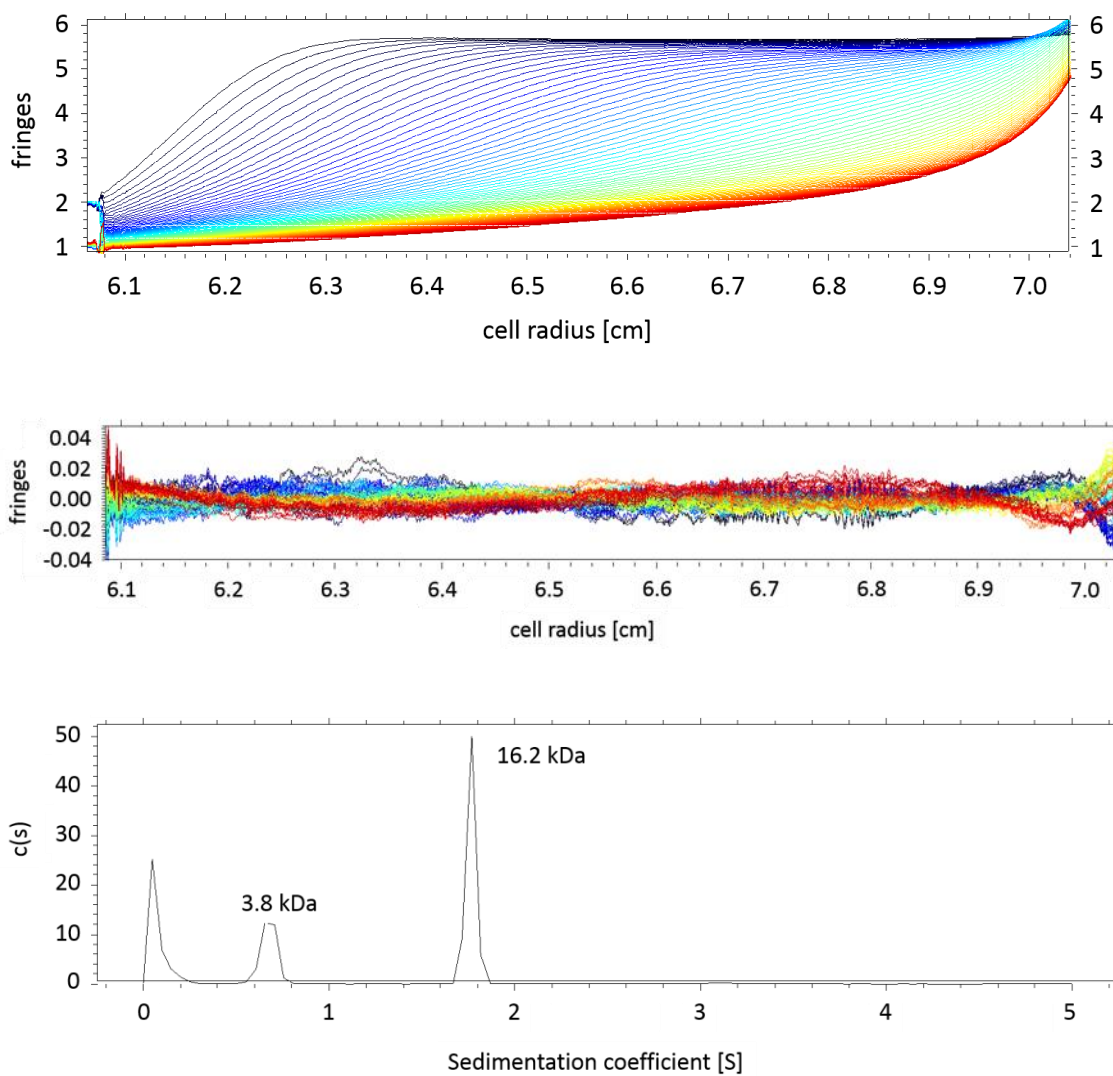 6 6
5 5
4 4
3 3
2 2
1 1
fringes
6.1 6.2 6.3 6.4 6.5 6.6 6.7 6.8 6.9 7.0
cell radius [cm]
0.04
0.02
0.00
-0.02
-0.04
fringes
6.1 6.2 6.3 6.4 6.5 6.6 6.7 6.8 6.9 7.0
cell radius [cm]
50
40
30
20
10
0
c(s)
16.2 kDa
3.8 kDa
0 1 2 3 4 5
Sedimentation coefficient [S]